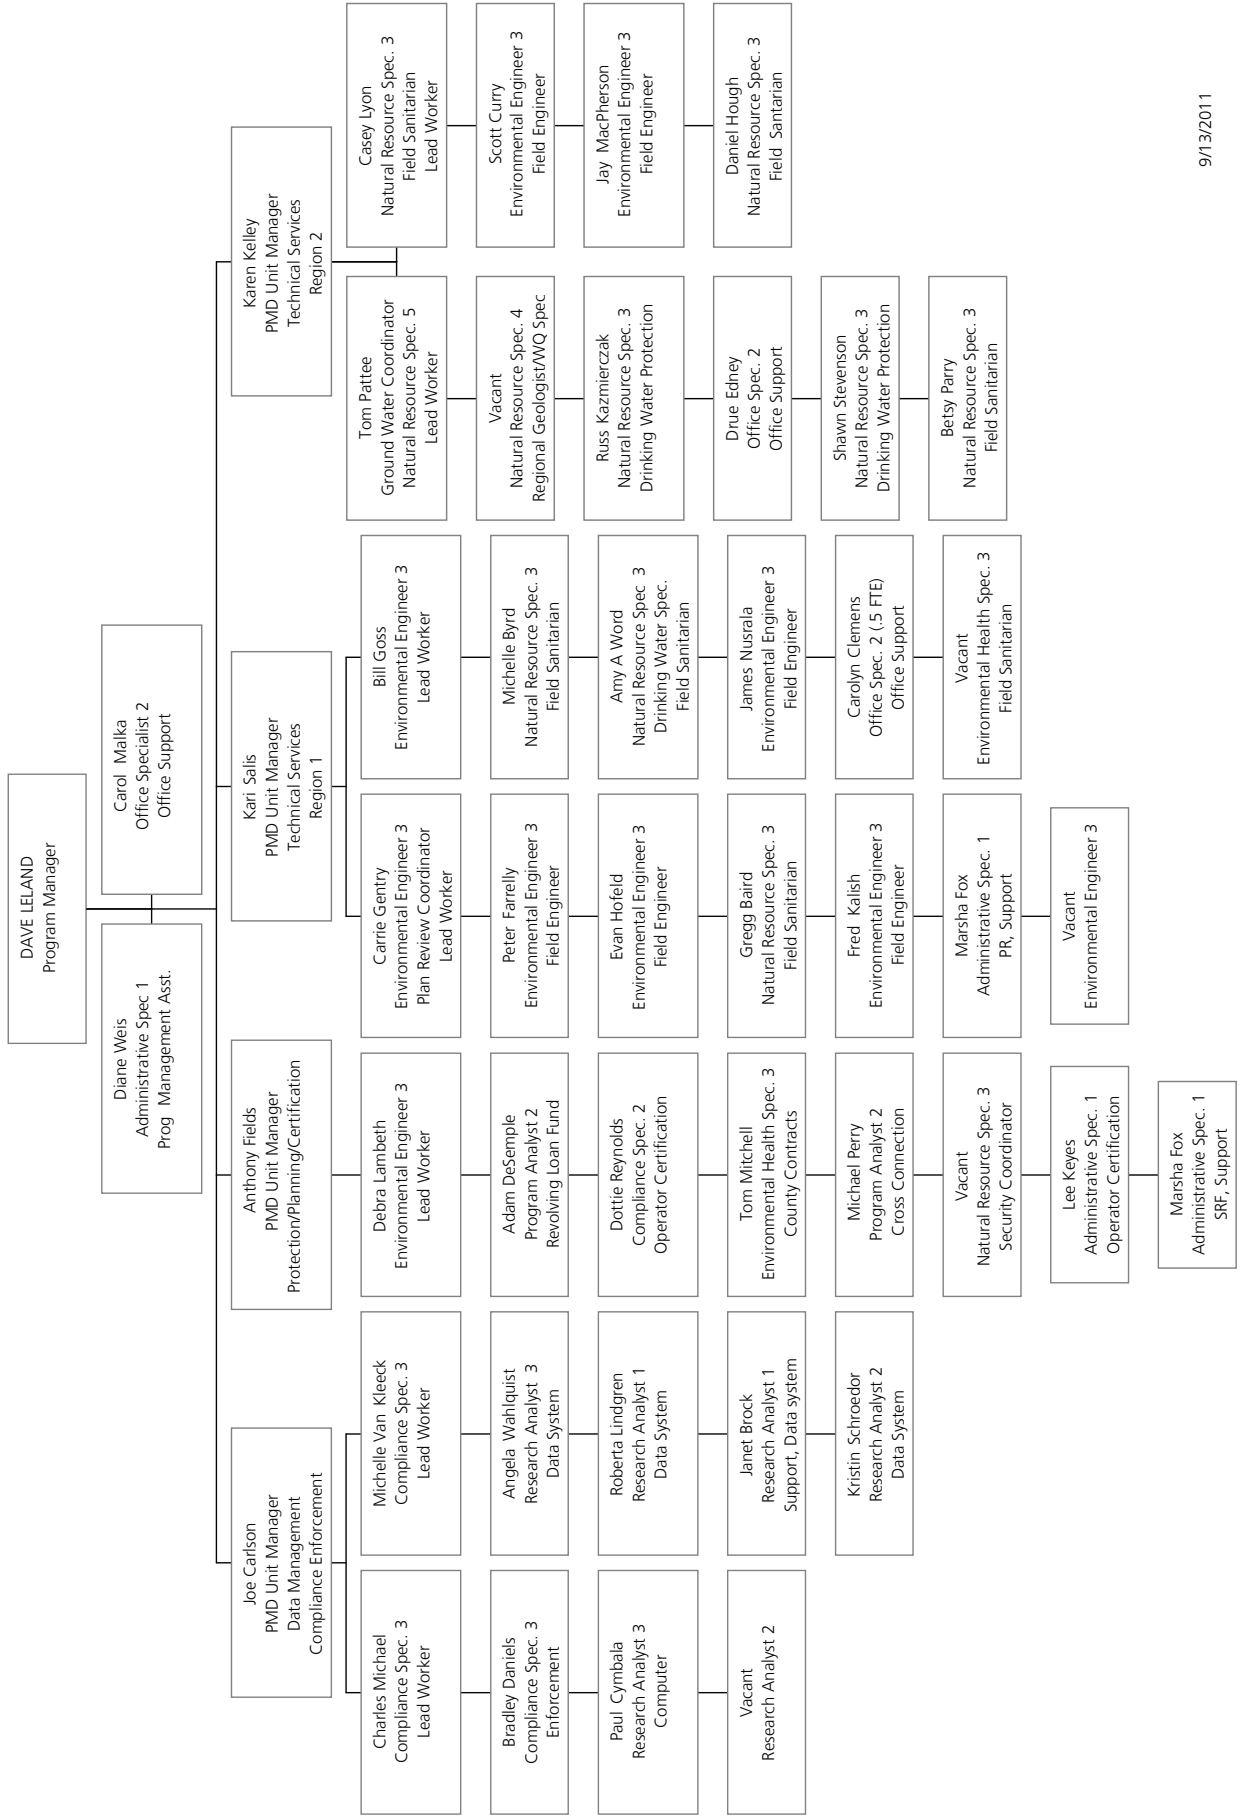 DAVE LELAND
Program Manager
Diane Weis
Administrative Spec 1
Prog Management Asst.
Carol Malka
Office Specialist 2
Office Support
Joe Carlson
PMD Unit Manager
Data Management
Compliance Enforcement
Anthony Fields
PMD Unit Manager
Protection/Planning/Certification
Kari Salis
PMD Unit Manager
Technical Services
Region 1
Karen Kelley
PMD Unit Manager
Technical Services
Region 2
Charles Michael
Compliance Spec. 3
Lead Worker
Bradley Daniels
Compliance Spec. 3
Enforcement
Paul Cymbala
Research Analyst 3
Computer
Vacant
Research Analyst 2
Michelle Van Kleeck
Compliance Spec. 3
Lead Worker
Angela Wahlquist
Research Analyst 3
Data System
Roberta Lindgren
Research Analyst 1
Data System
Janet Brock
Research Analyst 1
Support, Data system
Kristin Schroedor
Research Analyst 2
Data System
Debra Lambeth
Environmental Engineer 3
Lead Worker
Adam DeSemple
Program Analyst 2
Revolving Loan Fund
Dottie Reynolds
Compliance Spec. 2
Operator Certification
Tom Mitchell
Environmental Health Spec. 3
County Contracts
Michael Perry
Program Analyst 2
Cross Connection
Vacant
Natural Resource Spec. 3
Security Coordinator
Lee Keyes
Administrative Spec. 1
Operator Certification
Marsha Fox
Administrative Spec. 1
SRF, Support
Carrie Gentry
Environmental Engineer 3
Plan Review Coordinator
Lead Worker
Peter Farrelly
Environmental Engineer 3
Field Engineer
Evan Hofeld
Environmental Engineer 3
Field Engineer
Gregg Baird
Natural Resource Spec. 3
Field Sanitarian
Fred Kalish
Environmental Engineer 3
Field Engineer
Marsha Fox
Administrative Spec. 1
PR, Support
Vacant
Environmental Engineer 3
Bill Goss
Environmental Engineer 3
Lead Worker
Michelle Byrd
Natural Resource Spec. 3
Field Sanitarian
Amy A Word
Natural Resource Spec 3
Drinking Water Spec.
Field Sanitarian
James Nusrala
Environmental Engineer 3
Field Engineer
Carolyn Clemens
Office Spec. 2 (.5 FTE)
Office Support
Vacant
Environmental Health Spec. 3
Field Sanitarian
Tom Pattee
Ground Water Coordinator
Natural Resource Spec. 5
Lead Worker
Vacant
Natural Resource Spec. 4
Regional Geologist/WQ Spec
Russ Kazmierczak
Natural Resource Spec. 3
Drinking Water Protection
Drue Edney
Office Spec. 2
Office Support
Shawn Stevenson
Natural Resource Spec. 3
Drinking Water Protection
Betsy Parry
Natural Resource Spec. 3
Field Sanitarian
Casey Lyon
Natural Resource Spec. 3
Field Sanitarian
Lead Worker
Scott Curry
Environmental Engineer 3
Field Engineer
Jay MacPherson
Environmental Engineer 3
Field Engineer
Daniel Hough
Natural Resource Spec. 3
Field Santarian
9/13/2011